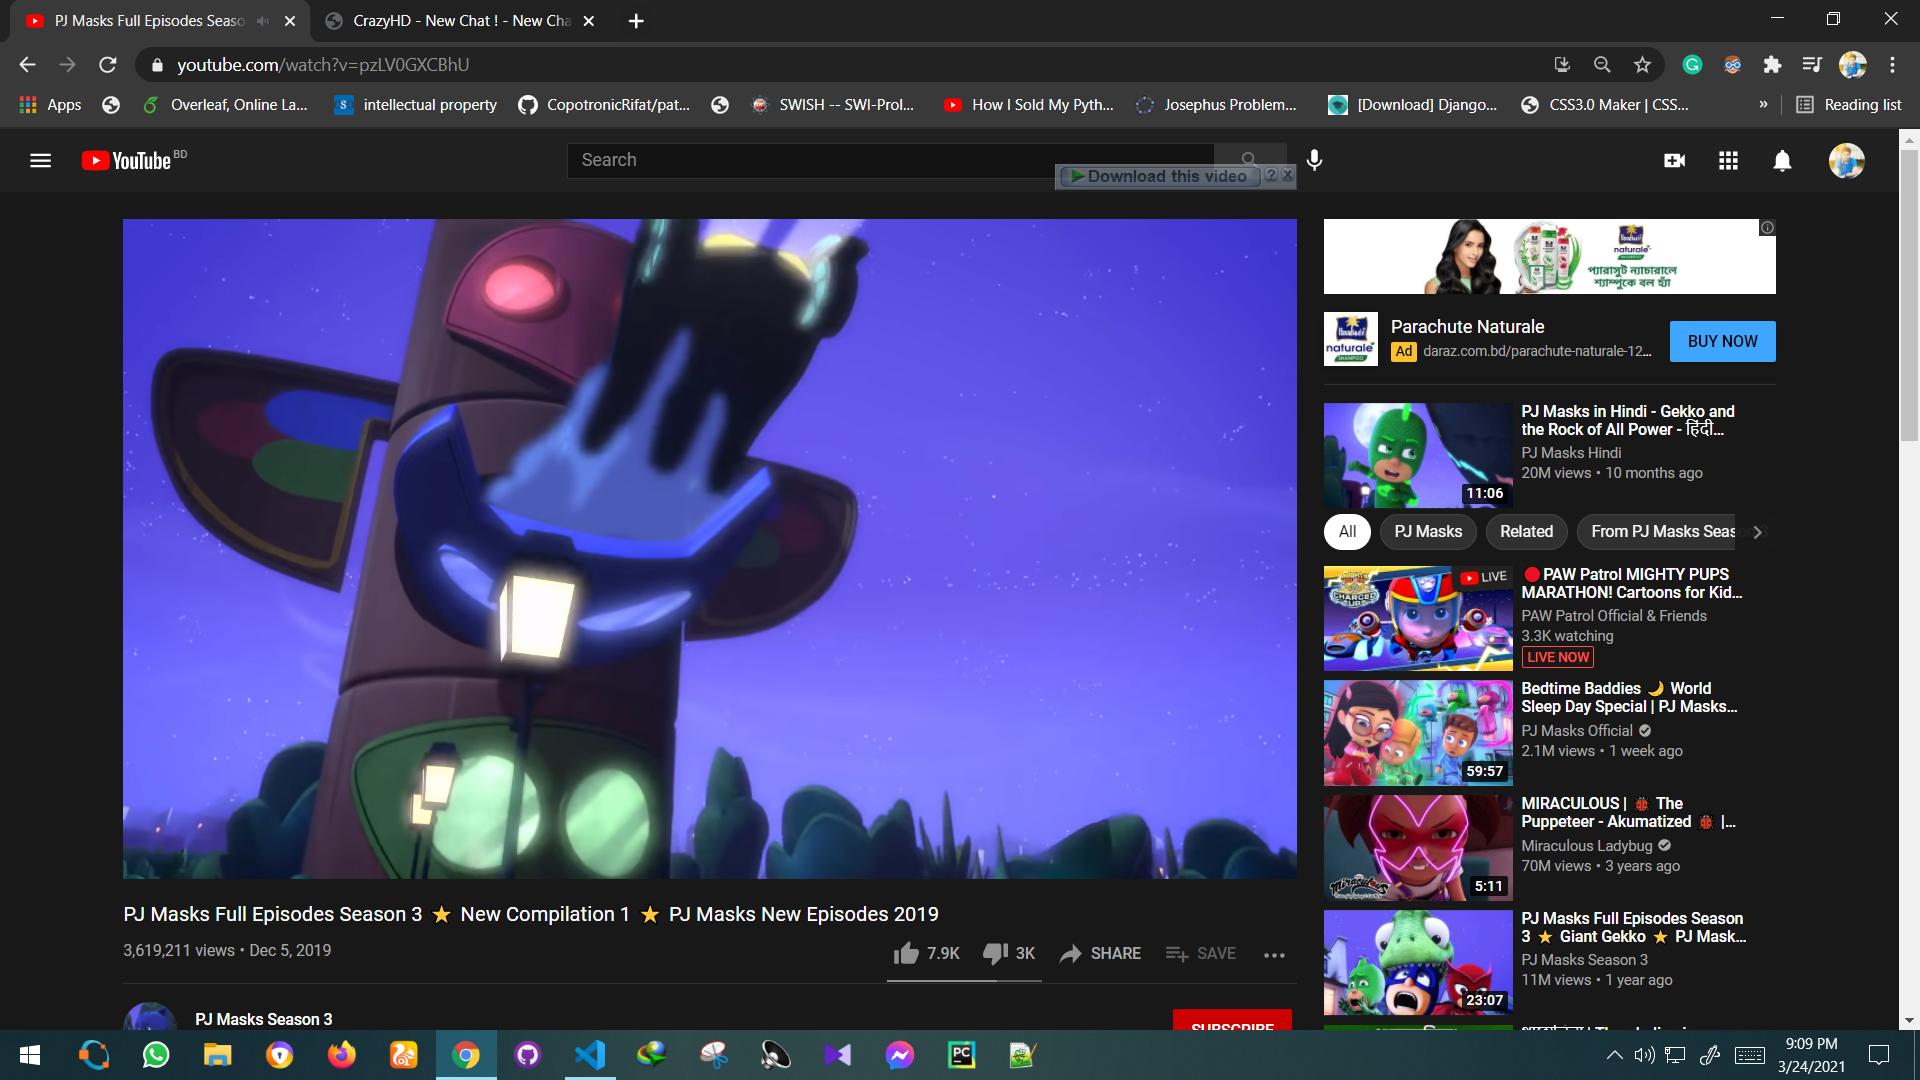 PJ Masks Full Episodes Seaso
CrazyHD - New Chat ! - New Cha
youtube.com/watch?v=pzLV0GXCBhU
Apps
Overleaf, Online La...
intellectual property
CopotronicRifat/pat...
SWISH -- SWI-Prol...
How I Sold My Pyth...
Josephus Problem...
[Download] Django...
CSS3.0 Maker | CSS...
»
Reading list
YouTube BD
Search
Download this video
প্যারাসুট ন্যাচারালে
শ্যাম্পুকে বল হ্যাঁ
naturale
Parachute Naturale
BUY NOW
Ad daraz.com.bd/parachute-naturale-12...
PJ Masks in Hindi - Gekko and
the Rock of All Power - हिंदी...
PJ Masks Hindi
20M views • 10 months ago
11:06
All
PJ Masks
Related
From PJ Masks Season 3
LIVE
🔴PAW Patrol MIGHTY PUPS
MARATHON! Cartoons for Kid...
PAW Patrol Official & Friends
3.3K watching
LIVE NOW
Bedtime Baddies 🌙 World
Sleep Day Special | PJ Masks...
PJ Masks Official
2.1M views • 1 week ago
59:57
MIRACULOUS | 🐞 The
Puppeteer - Akumatized 🐞 |...
Miraculous Ladybug
70M views • 3 years ago
5:11
PJ Masks Full Episodes Season
3 ⭐ Giant Gekko ⭐ PJ Mask...
PJ Masks Season 3
11M views • 1 year ago
23:07
PJ Masks Full Episodes Season 3 ⭐ New Compilation 1 ⭐ PJ Masks New Episodes 2019
3,619,211 views • Dec 5, 2019
7.9K
3K
SHARE
SAVE
PJ Masks Season 3
SUBSCRIBE
9:09 PM
3/24/2021